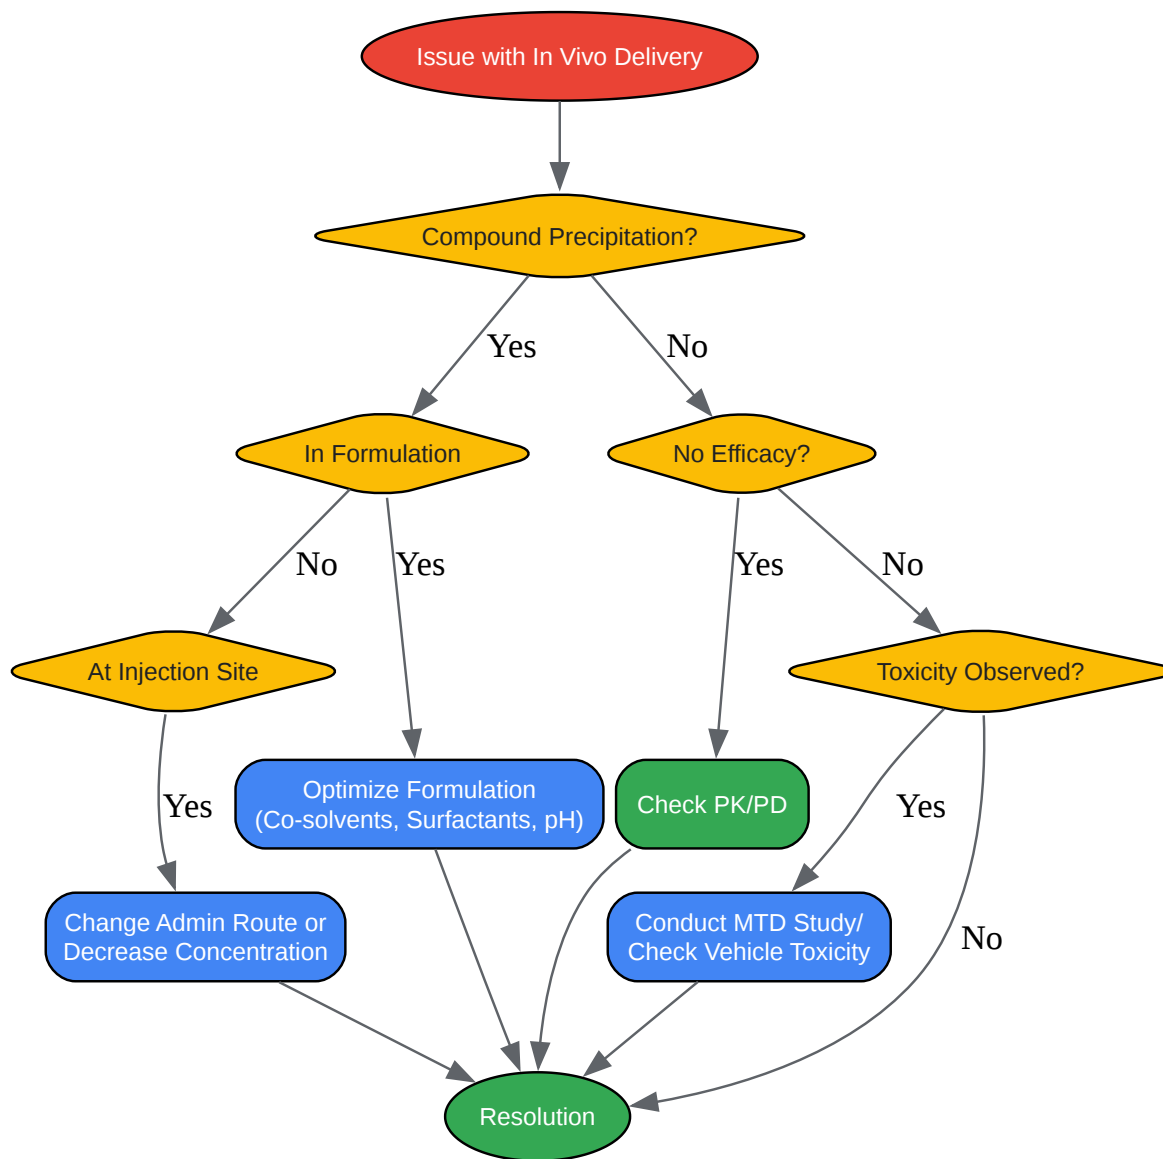 Issue with In Vivo Delivery
Compound Precipitation?
Yes
No
In Formulation
No Efficacy?
No
Yes
Yes
No
At Injection Site
Toxicity Observed?
Optimize Formulation
(Co-solvents, Surfactants, pH)
Check PK/PD
Yes
Yes
Change Admin Route or
Decrease Concentration
Conduct MTD Study/
Check Vehicle Toxicity
No
Resolution